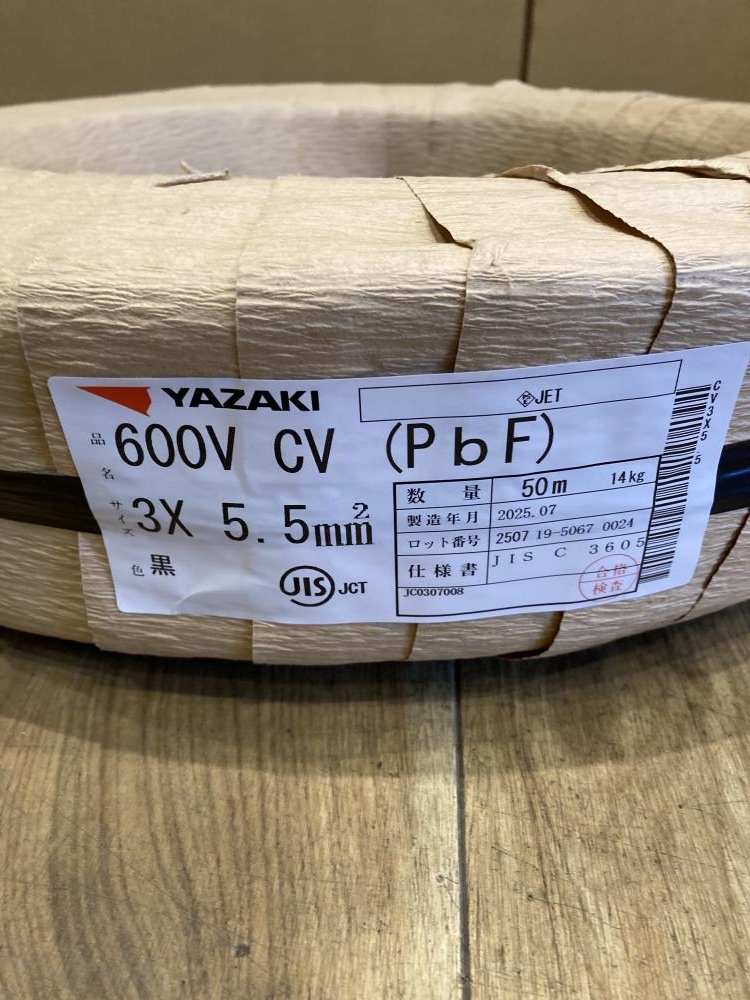 YAZAKI
PSE JET
品名 600V CV (PbF)
サイズ 3X 5.5mm²
色 黒
JIS JCT
数量 50m 14kg
製造年月 2025.07
ロット番号 2507 19-5067 0024
仕様書 JIS C 3605
JC0307008
合格
検査
CV3X5.5